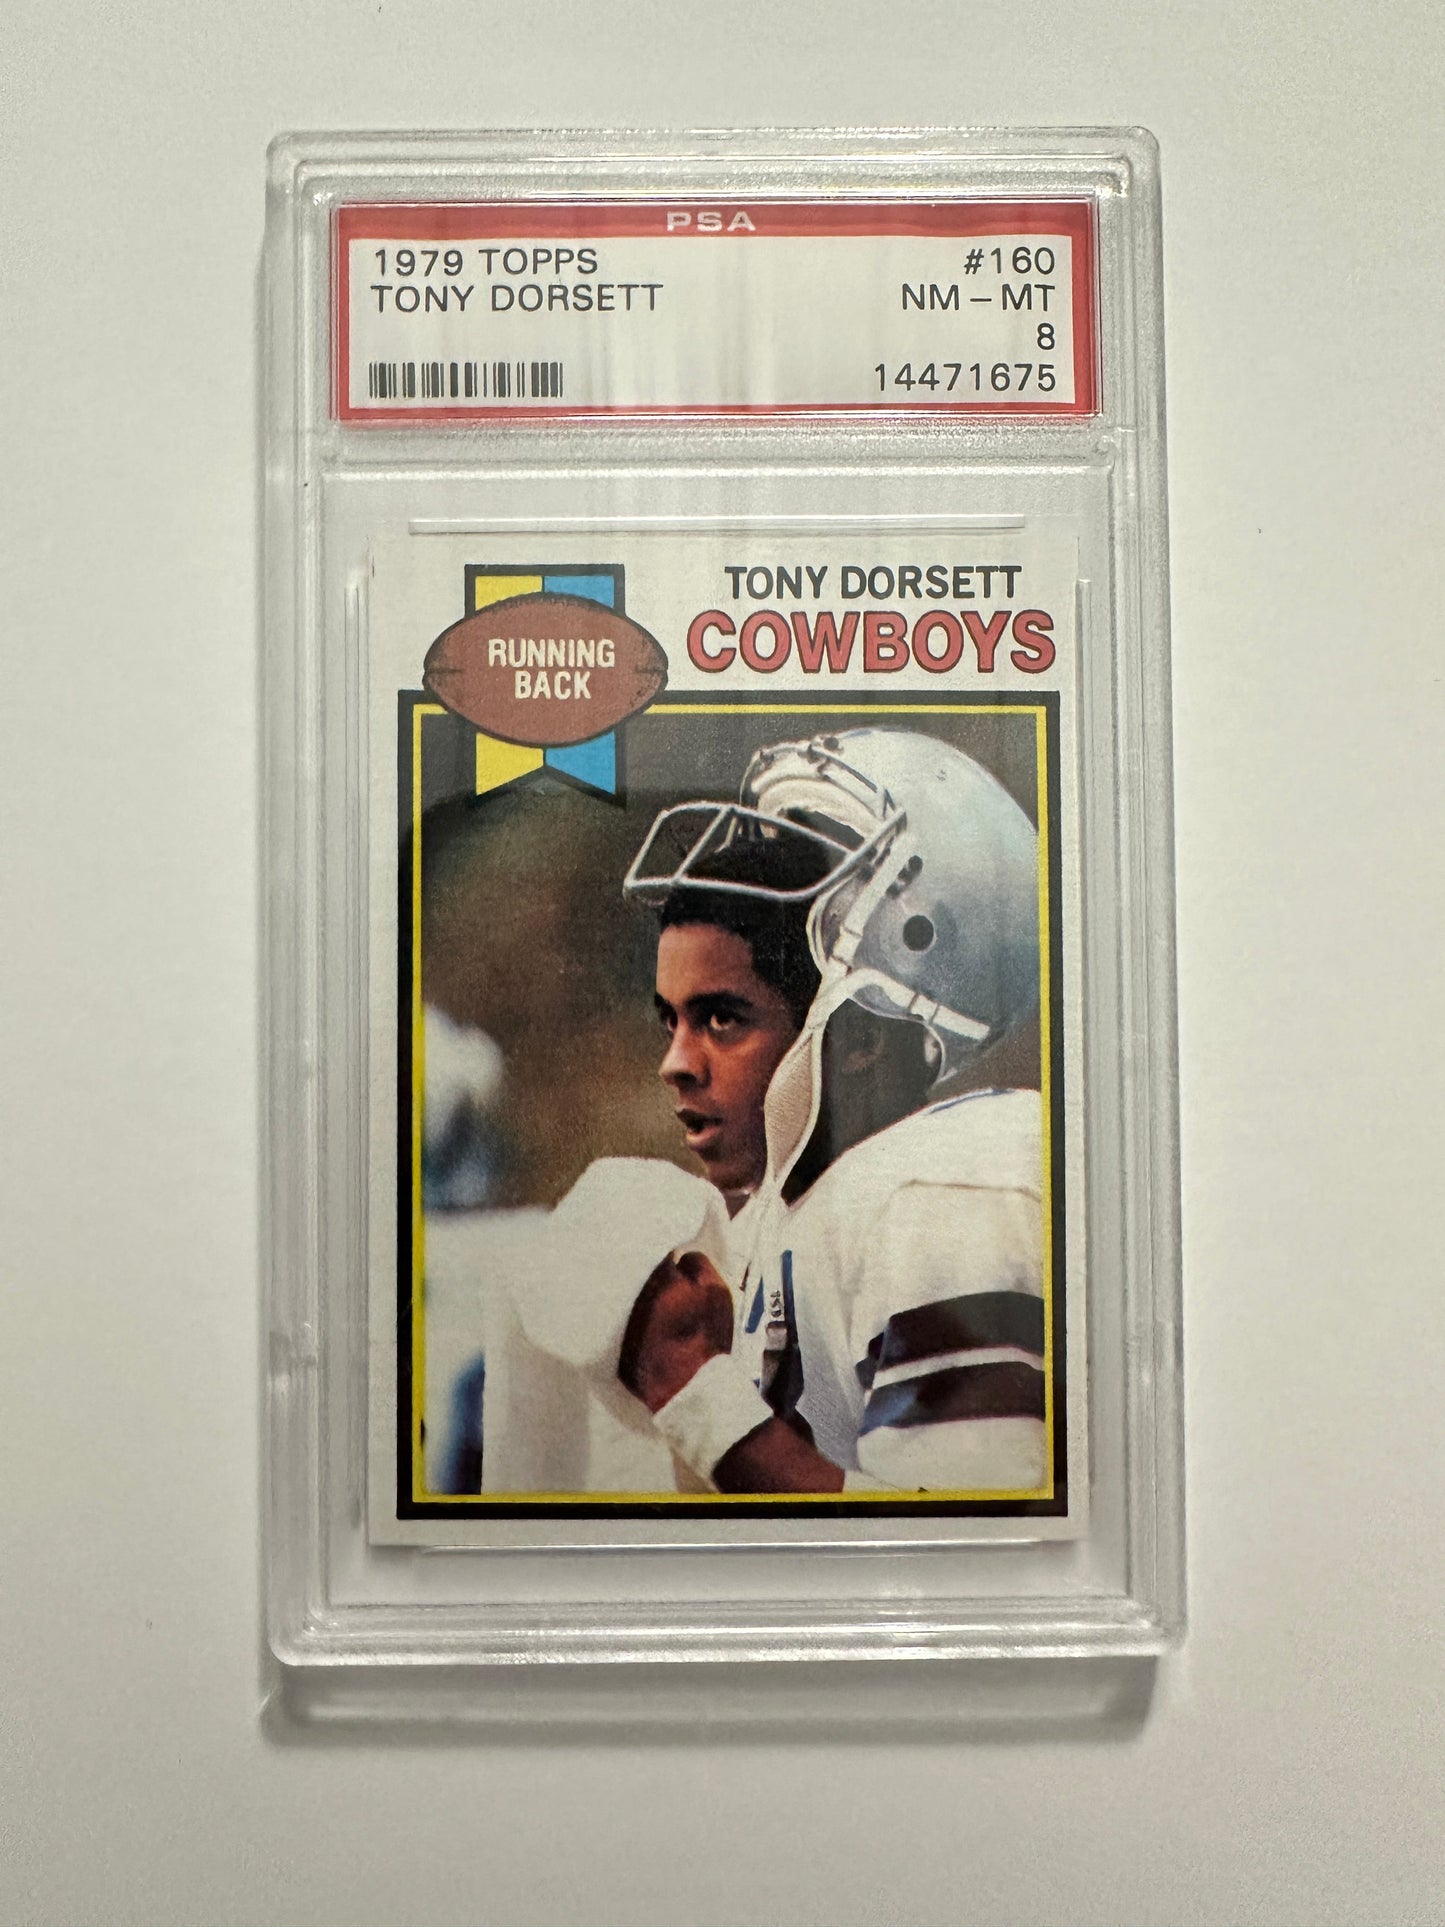 PSA
1979 TOPPS #160
TONY DORSETT NM – MT
8
14471675
TONY DORSETT
COWBOYS
RUNNING
BACK